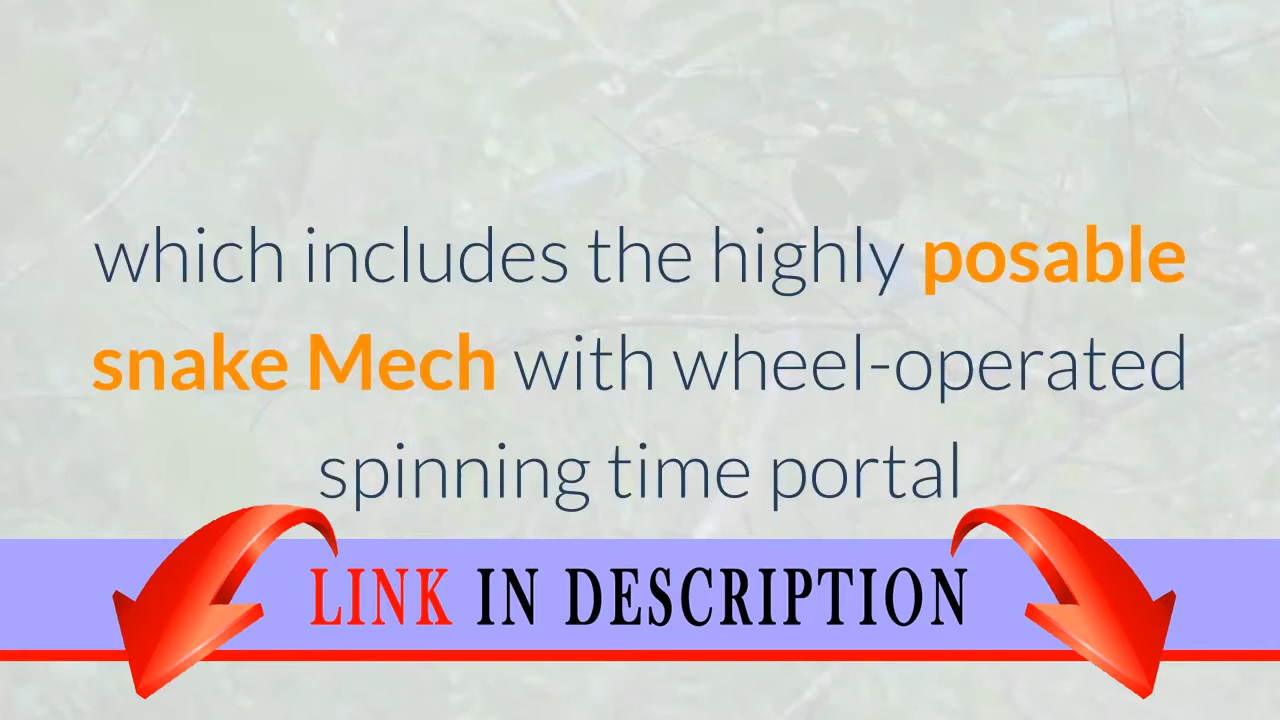 which includes the highly posable
snake Mech with wheel-operated
spinning time portal
LINK IN DESCRIPTION